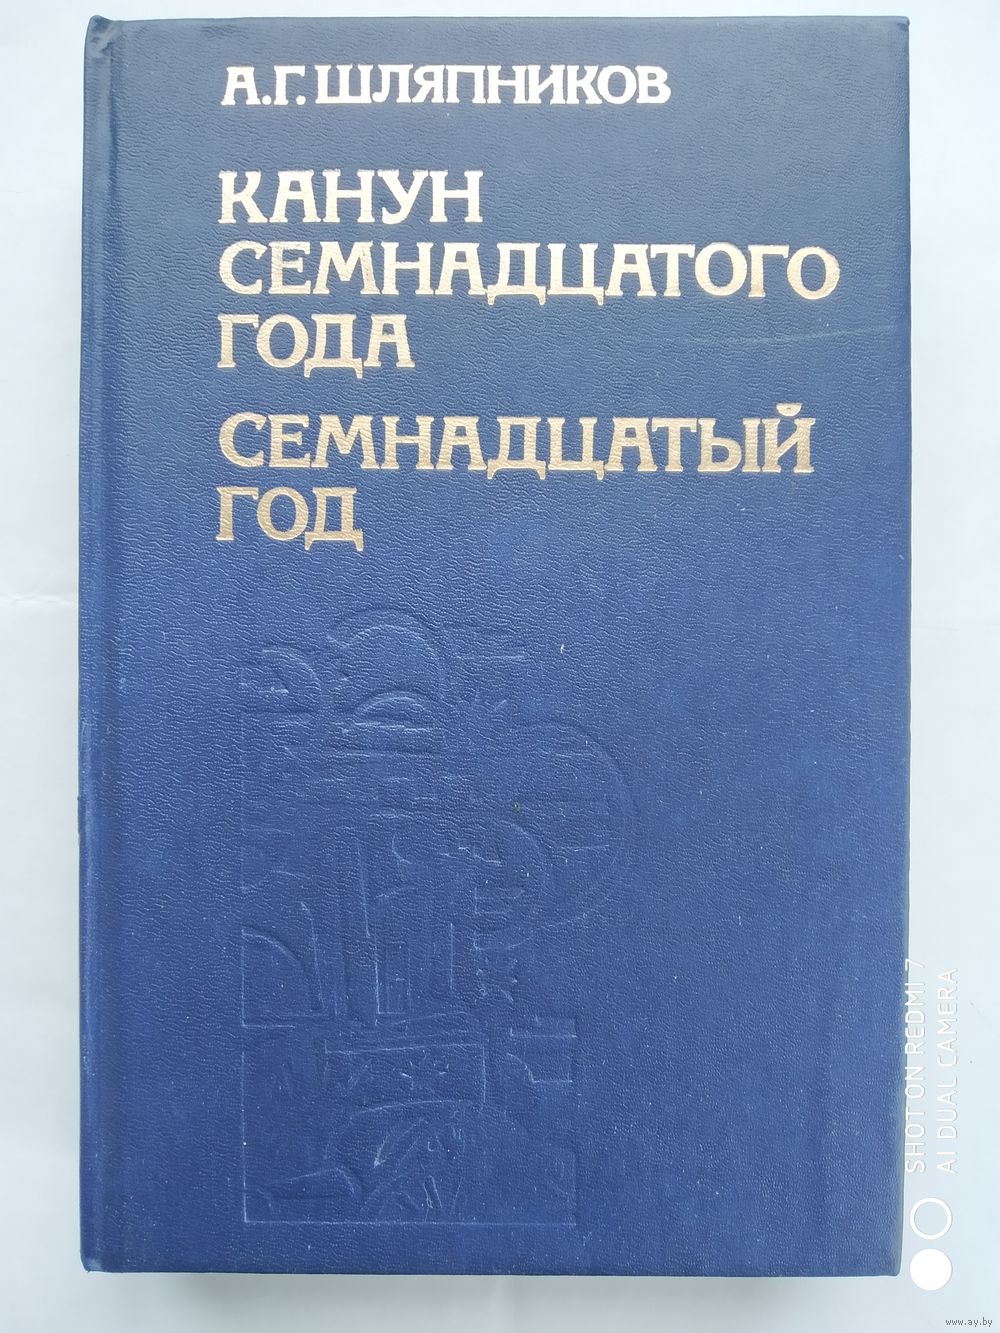 А.Г. ШЛЯПНИКОВ
КАНУН
СЕМНАДЦАТОГО
ГОДА
СЕМНАДЦАТЫЙ
ГОД
SHOT ON REDMI 7
AI DUAL CAMERA
www.ay.by